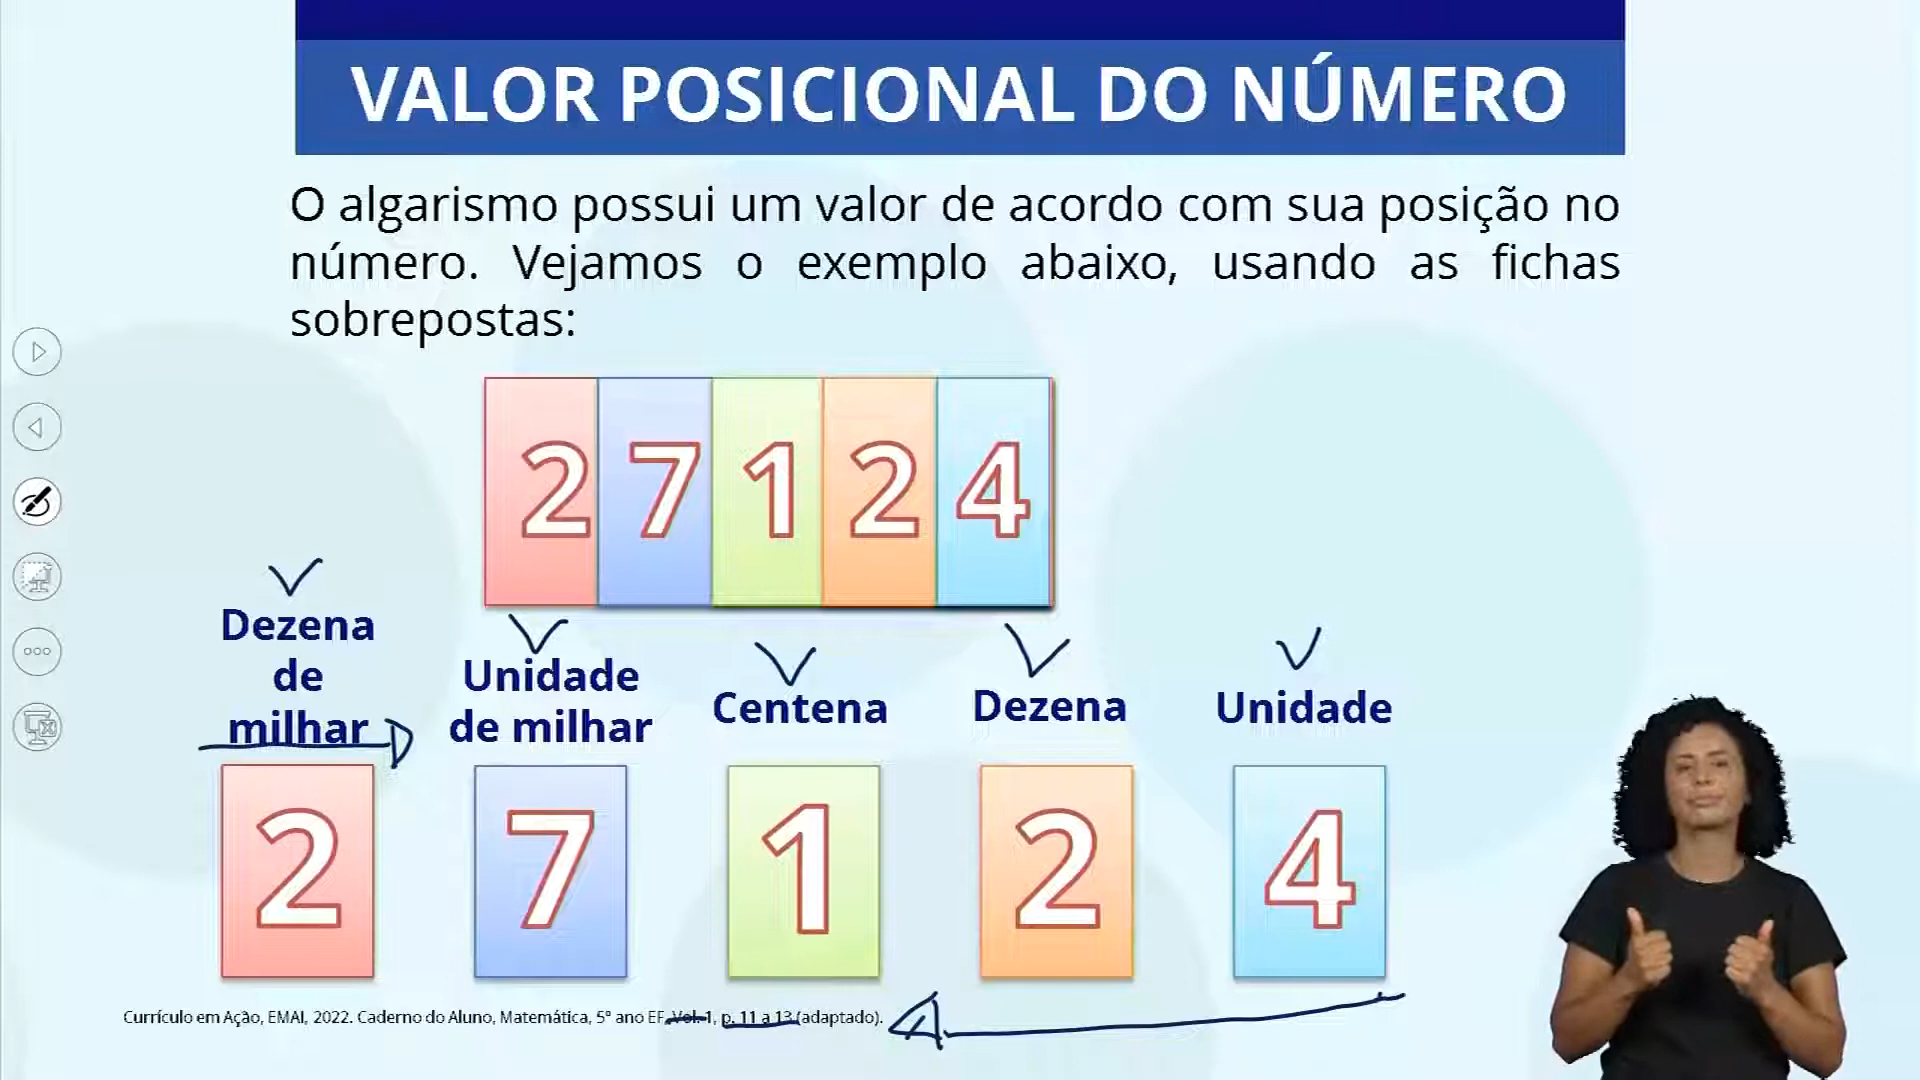 VALOR POSICIONAL DO NÚMERO
O algarismo possui um valor de acordo com sua posição no
número. Vejamos o exemplo abaixo, usando as fichas
sobrepostas:
2 7 1 2 4
Dezena
de
milhar
Unidade
de milhar
Centena
Dezena
Unidade
2 7 1 2 4
Currículo em Ação, EMAI, 2022. Caderno do Aluno, Matemática, 5º ano EF, Vol. 1, p. 11 a 13 (adaptado).